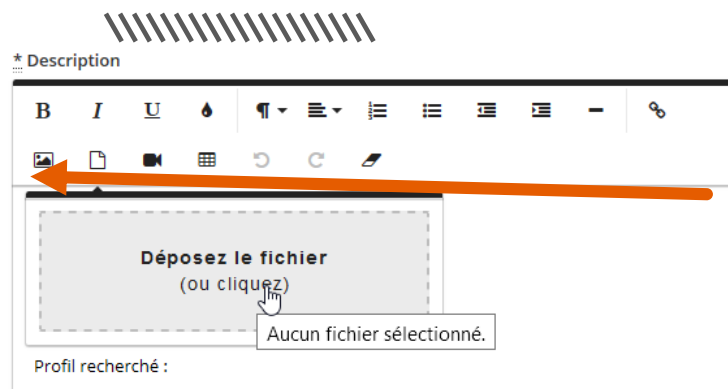 * Description
B I U ¶
Déposez le fichier
(ou cliquez)
Aucun fichier sélectionné.
Profil recherché :